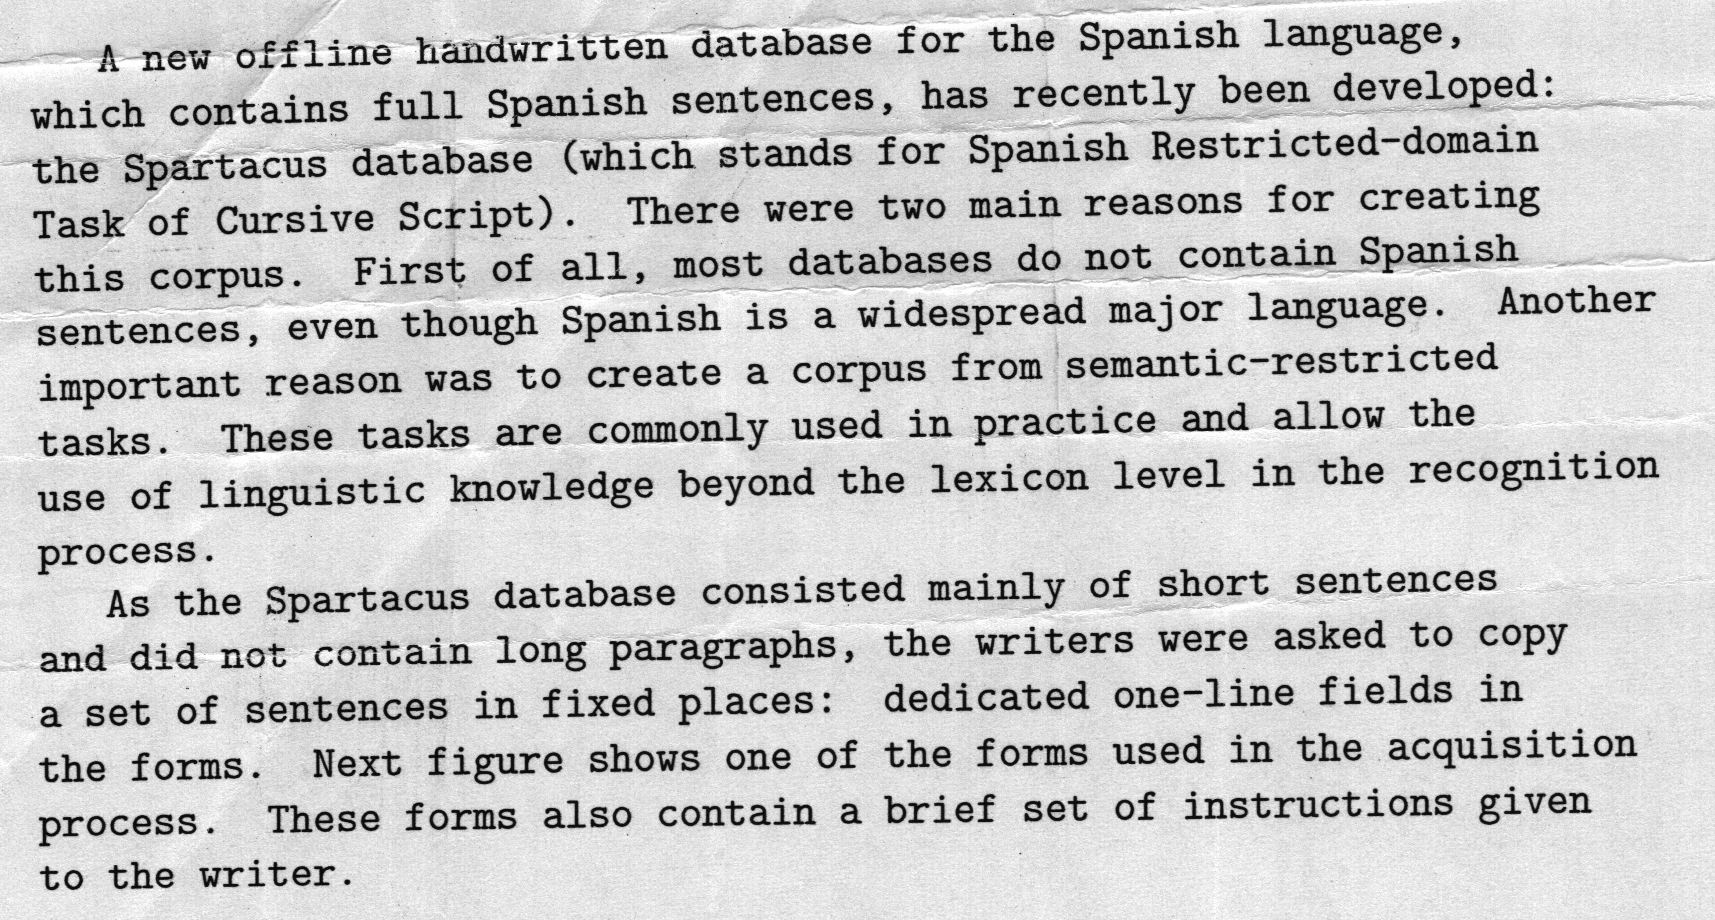 A new offline handwritten database for the Spanish language,
which contains full Spanish sentences, has recently been developed:
the Spartacus database (which stands for Spanish Restricted-domain
Task of Cursive Script). There were two main reasons for creating
this corpus. First of all, most databases do not contain Spanish
sentences, even though Spanish is a widespread major language. Another
important reason was to create a corpus from semantic-restricted
tasks. These tasks are commonly used in practice and allow the
use of linguistic knowledge beyond the lexicon level in the recognition
process.
As the Spartacus database consisted mainly of short sentences
and did not contain long paragraphs, the writers were asked to copy
a set of sentences in fixed places: dedicated one-line fields in
the forms. Next figure shows one of the forms used in the acquisition
process. These forms also contain a brief set of instructions given
to the writer.